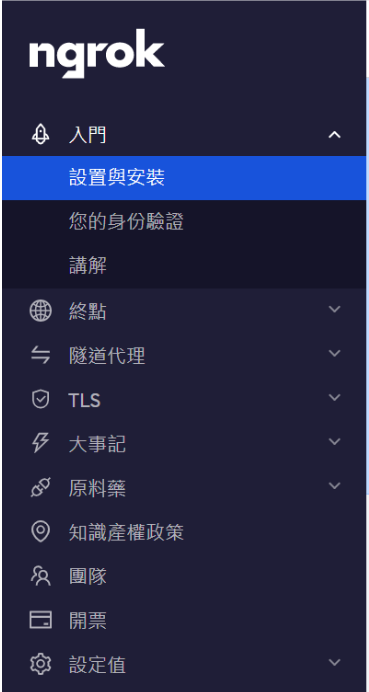 ngrok
入門
設置與安裝
您的身份驗證
講解
終點
隧道代理
TLS
大事記
原料藥
知識產權政策
團隊
開票
設定值